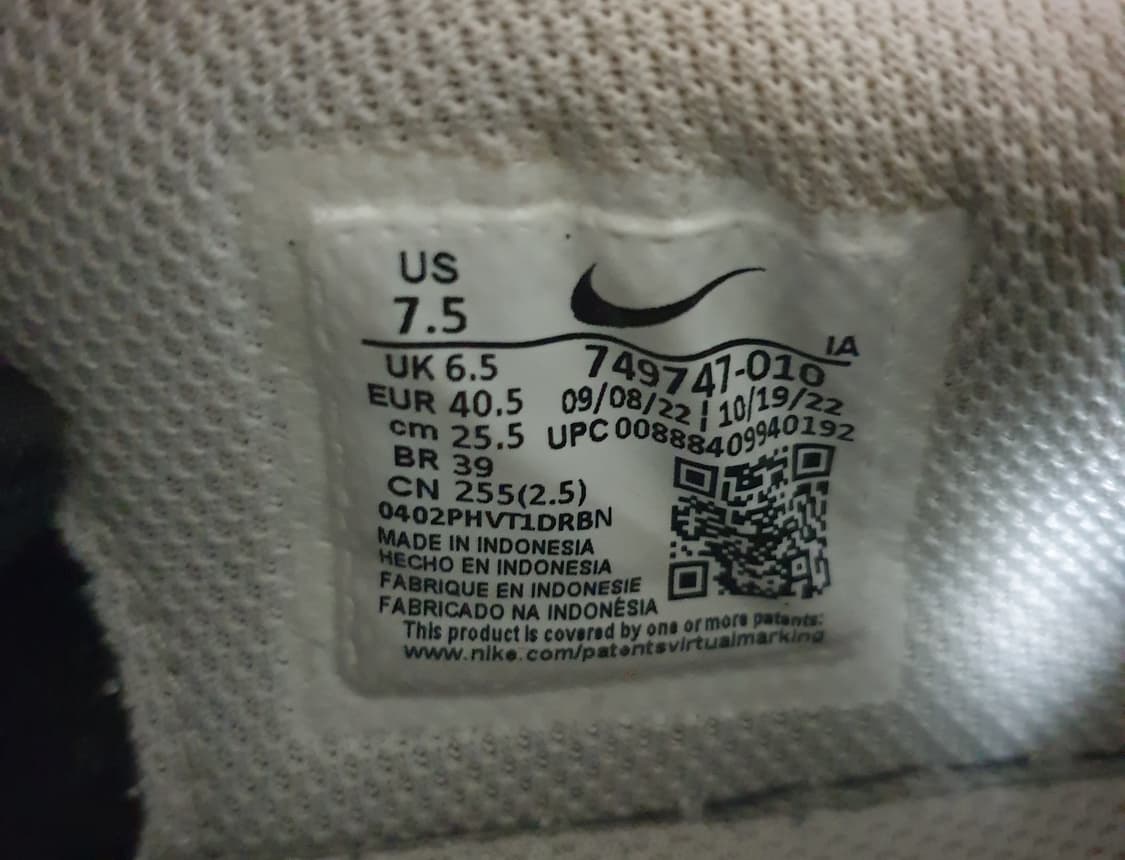 US
7.5
IA
UK 6.5
749747-010
EUR 40.5
09/08/22 | 10/19/22
cm 25.5
UPC 00888409940192
BR 39
CN 255(2.5)
0402PHVT1DRBN
MADE IN INDONESIA
HECHO EN INDONESIA
FABRIQUE EN INDONESIE
FABRICADO NA INDONÉSIA
This product is covered by one or more patents:
www.nike.com/patentsvirtualmarking